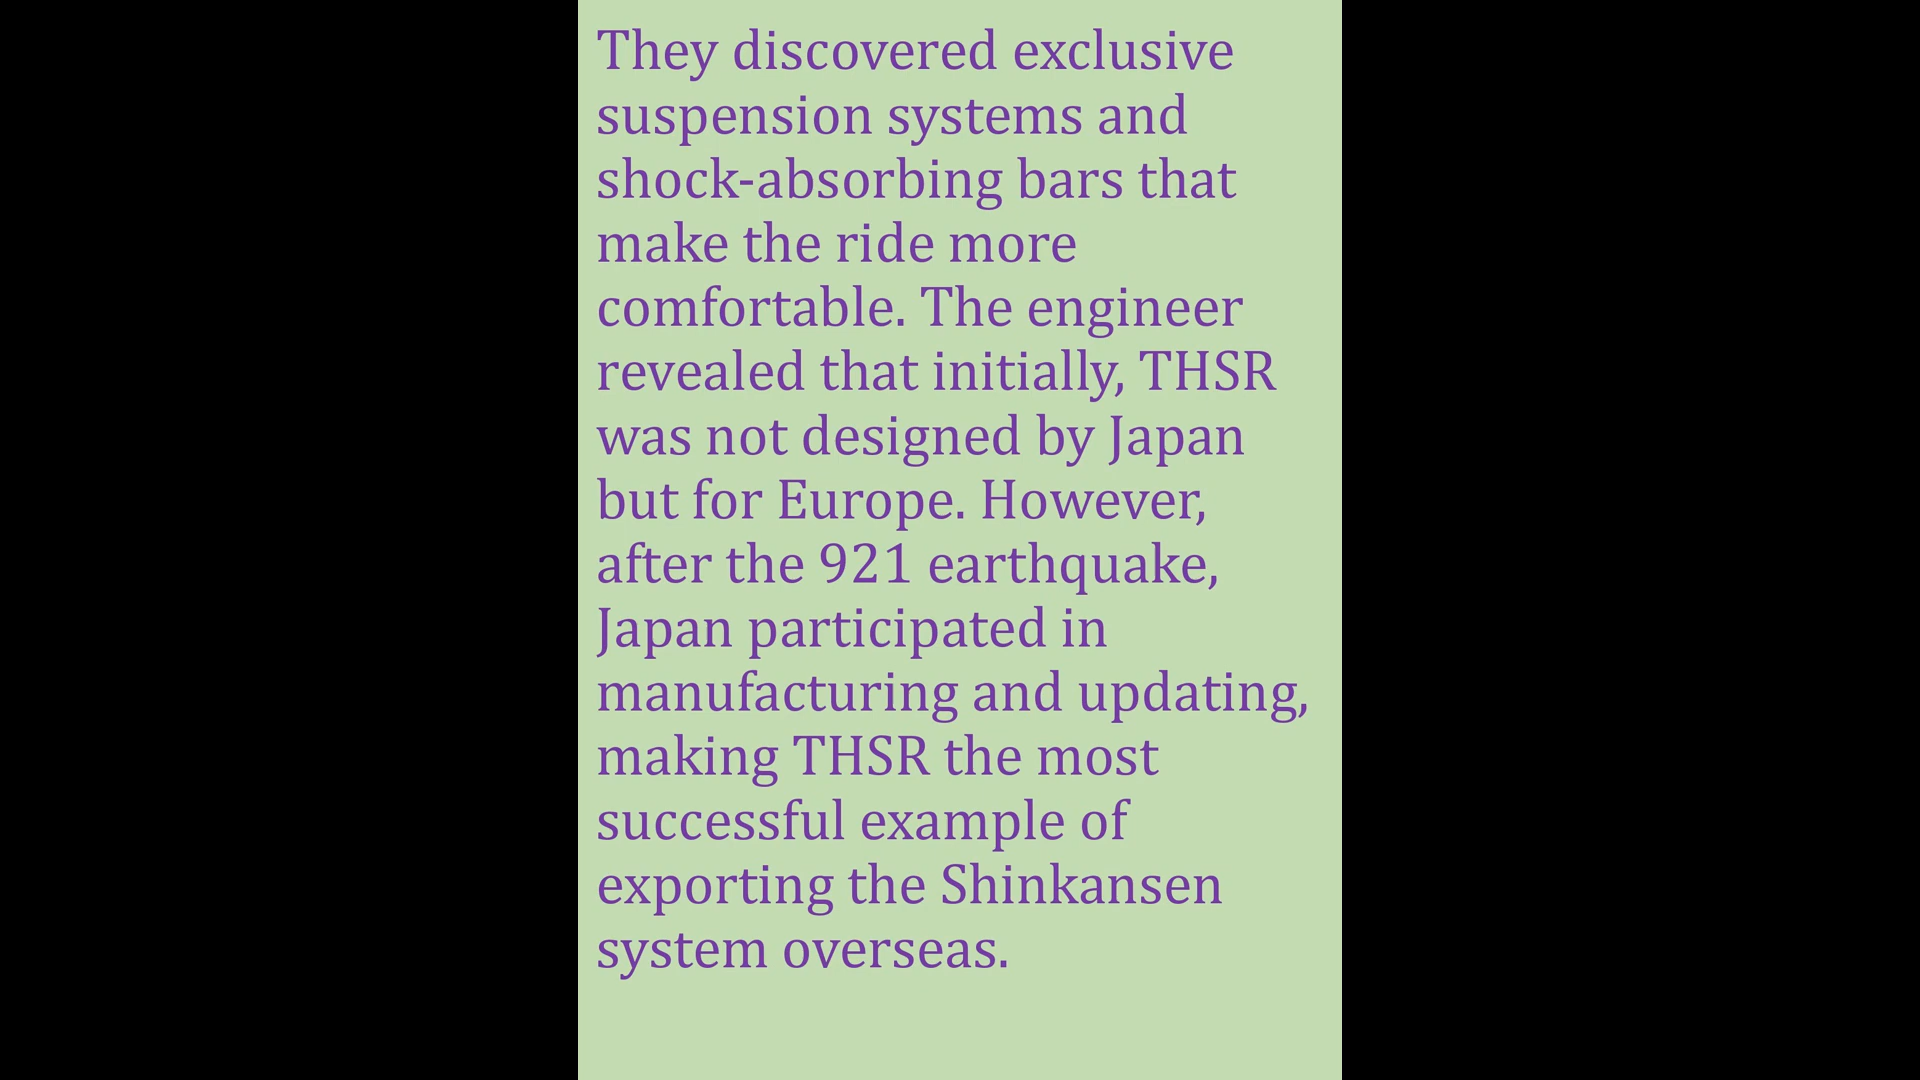 They discovered exclusive
suspension systems and
shock-absorbing bars that
make the ride more
comfortable. The engineer
revealed that initially, THSR
was not designed by Japan
but for Europe. However,
after the 921 earthquake,
Japan participated in
manufacturing and updating,
making THSR the most
successful example of
exporting the Shinkansen
system overseas.